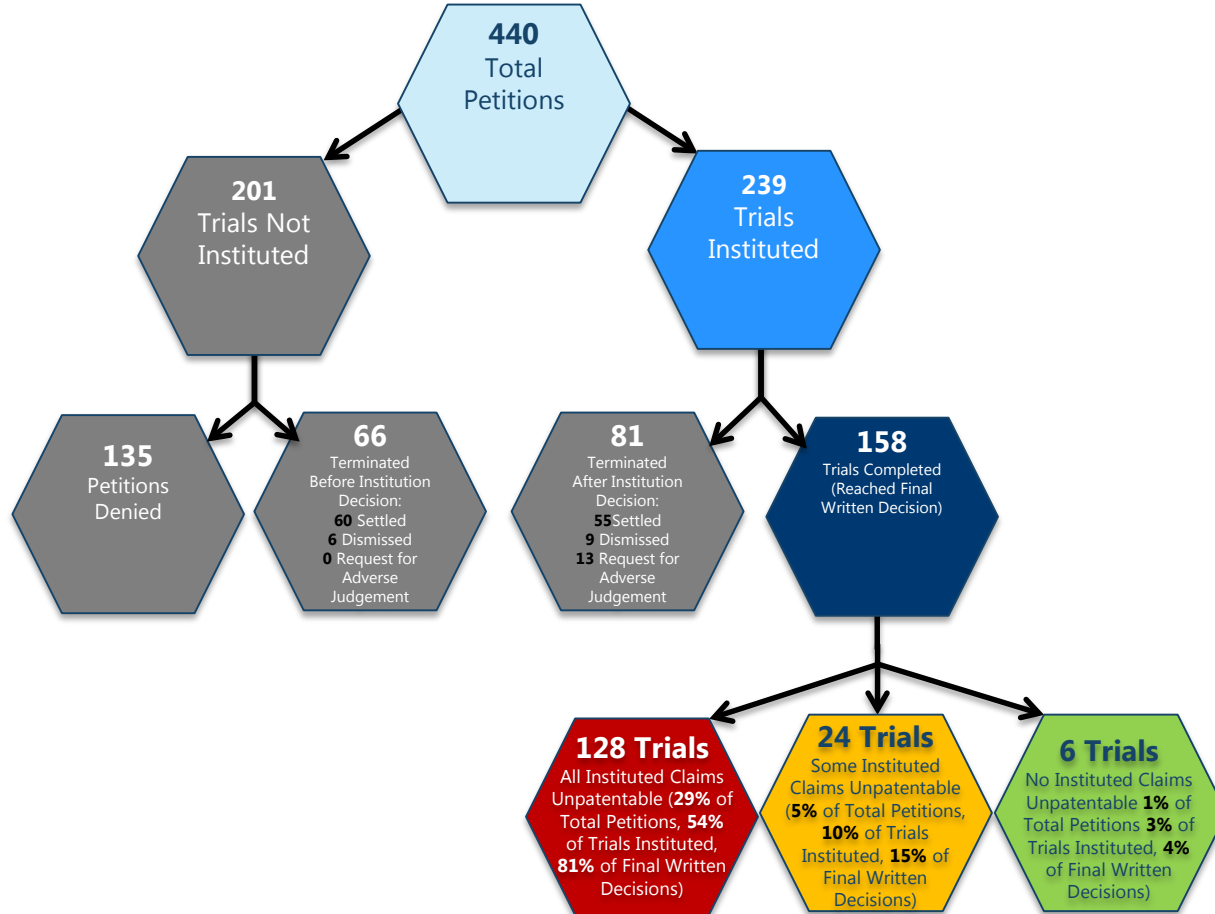 440
Total
Petitions
201
Trials Not
Instituted
239
Trials
Instituted
135
Petitions
Denied
66
Terminated
Before Institution
Decision:
60 Settled
6 Dismissed
0 Request for
Adverse
Judgement
81
Terminated
After Institution
Decision:
55Settled
9 Dismissed
13 Request for
Adverse
Judgement
158
Trials Completed
(Reached Final
Written Decision)
128 Trials
All Instituted Claims
Unpatentable (29% of
Total Petitions, 54%
of Trials Instituted,
81% of Final Written
Decisions)
24 Trials
Some Instituted
Claims Unpatentable
(5% of Total Petitions,
10% of Trials
Instituted, 15% of
Final Written
Decisions)
6 Trials
No Instituted Claims
Unpatentable 1% of
Total Petitions 3% of
Trials Instituted, 4%
of Final Written
Decisions)